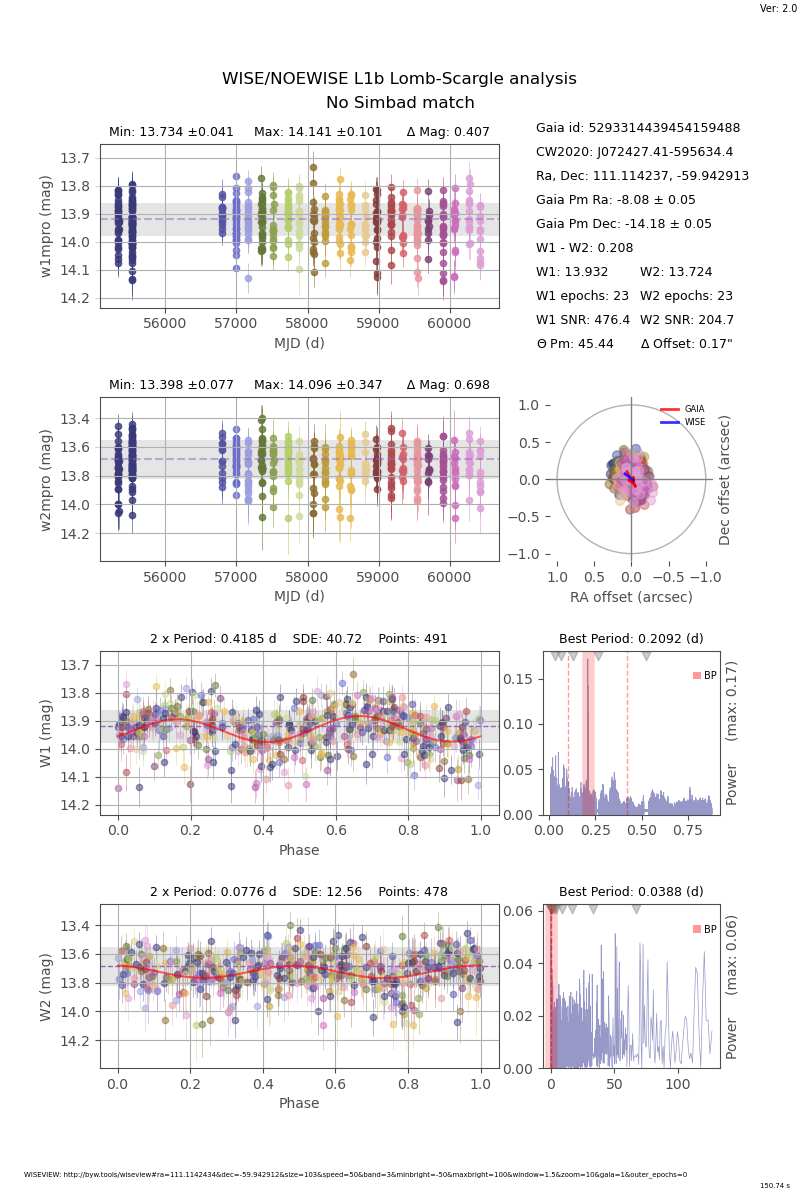 Ver: 2.0
WISE/NOEWISE L1b Lomb-Scargle analysis
No Simbad match
Min: 13.734 ±0.041 Max: 14.141 ±0.101 Δ Mag: 0.407
13.7
13.8
13.9
14.0
14.1
14.2
w1mpro (mag)
56000 57000 58000 59000 60000
MJD (d)
Gaia id: 5293314439454159488
CW2020: J072427.41-595634.4
Ra, Dec: 111.114237, -59.942913
Gaia Pm Ra: -8.08 ± 0.05
Gaia Pm Dec: -14.18 ± 0.05
W1 - W2: 0.208
W1: 13.932 W2: 13.724
W1 epochs: 23 W2 epochs: 23
W1 SNR: 476.4 W2 SNR: 204.7
Θ Pm: 45.44 Δ Offset: 0.17"
Min: 13.398 ±0.077 Max: 14.096 ±0.347 Δ Mag: 0.698
13.4
13.6
13.8
14.0
14.2
w2mpro (mag)
56000 57000 58000 59000 60000
MJD (d)
GAIA
WISE
1.0
0.5
0.0
−0.5
−1.0
Dec offset (arcsec)
1.0 0.5 0.0 −0.5 −1.0
RA offset (arcsec)
2 x Period: 0.4185 d SDE: 40.72 Points: 491
13.7
13.8
13.9
14.0
14.1
14.2
W1 (mag)
0.0 0.2 0.4 0.6 0.8 1.0
Phase
Best Period: 0.2092 (d)
BP
0.15
0.10
0.05
0.00
Power (max: 0.17)
0.00 0.25 0.50 0.75
2 x Period: 0.0776 d SDE: 12.56 Points: 478
13.4
13.6
13.8
14.0
14.2
W2 (mag)
0.0 0.2 0.4 0.6 0.8 1.0
Phase
Best Period: 0.0388 (d)
BP
0.06
0.04
0.02
0.00
Power (max: 0.06)
0 50 100
WISEVIEW: http://byw.tools/wiseview#ra=111.1142434&dec=-59.942912&size=103&speed=50&band=3&minbright=-50&maxbright=100&window=1.5&zoom=10&gaia=1&outer_epochs=0
150.74 s